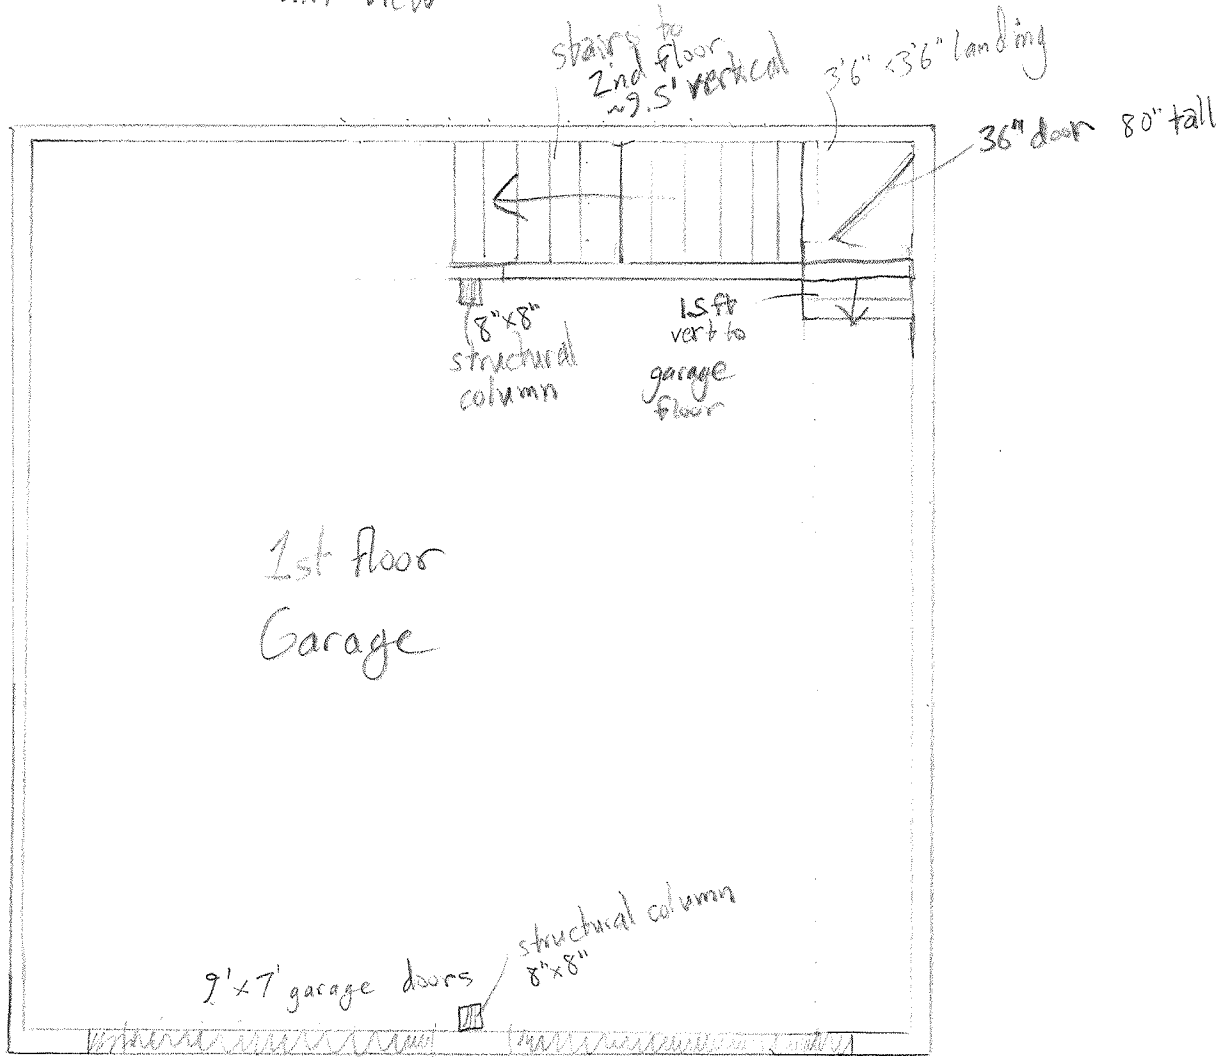 view
stairs to
2nd floor
~9.5' vertical
3'6" x 3'6" landing
36" door 80" tall
8"x8"
structural
column
1.5 ft
vert to
garage
floor
1st floor
Garage
structural column
8"x8"
9'x7' garage doors